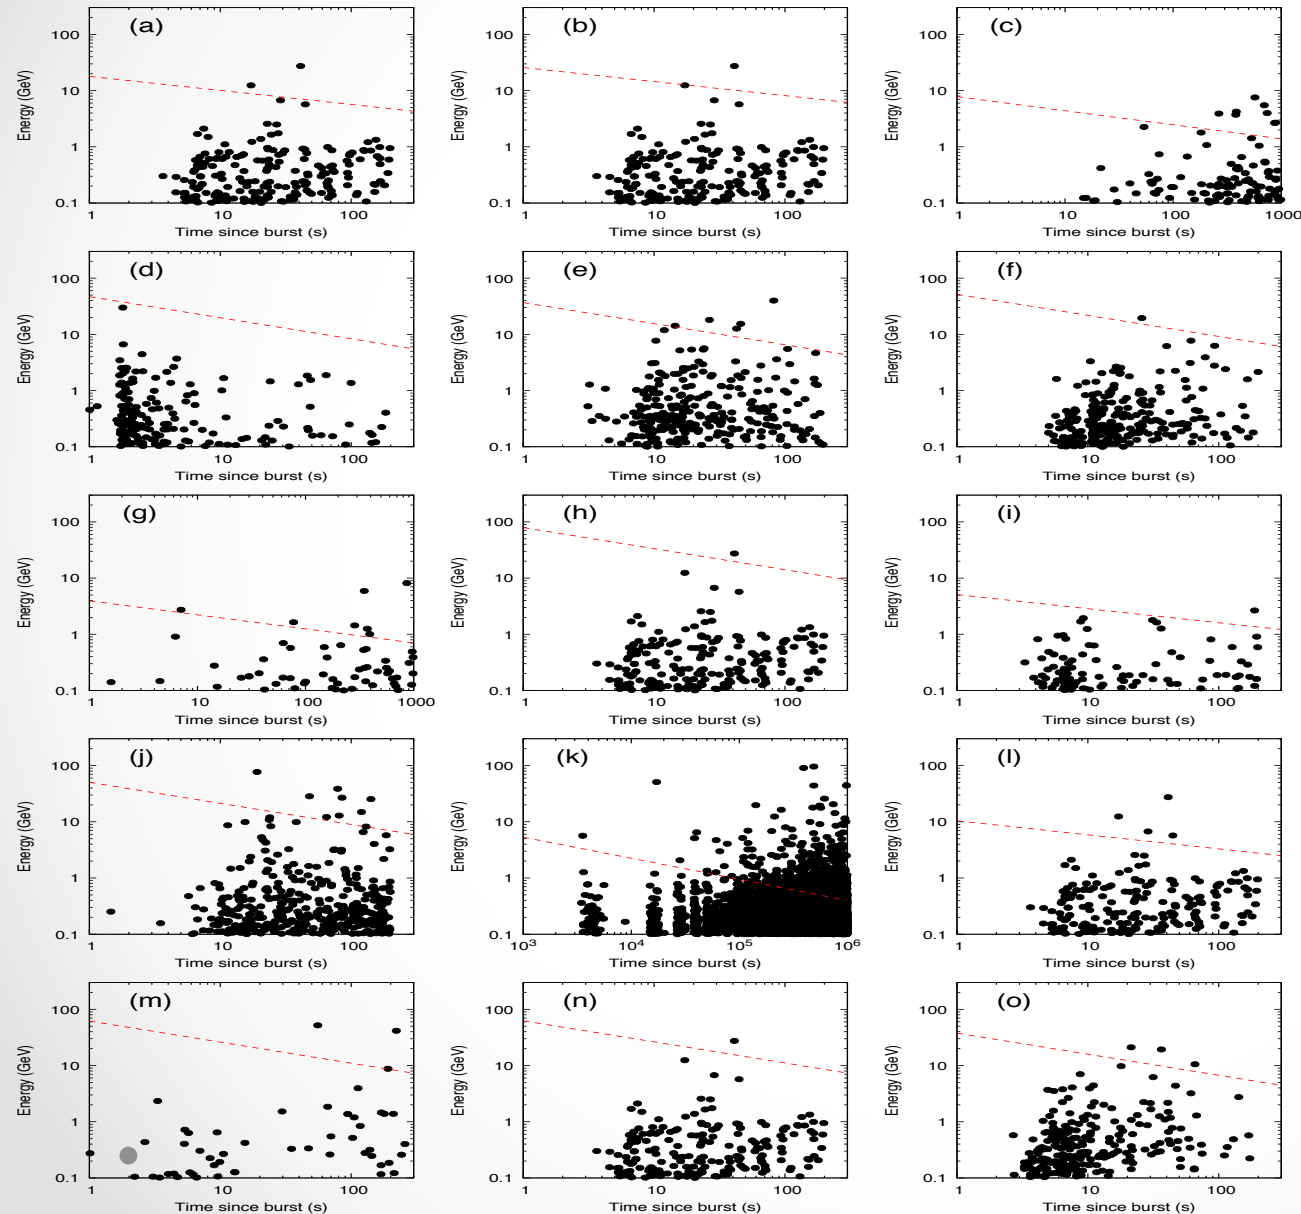 (a) (b) (c)
Energy (GeV) Energy (GeV) Energy (GeV)
100 100 100
10 10 10
1 1 1
0.1 0.1 0.1
1 10 100 1 10 100 1 10 100 1000
Time since burst (s) Time since burst (s) Time since burst (s)
(d) (e) (f)
Energy (GeV) Energy (GeV) Energy (GeV)
100 100 100
10 10 10
1 1 1
0.1 0.1 0.1
1 10 100 1 10 100 1 10 100
Time since burst (s) Time since burst (s) Time since burst (s)
(g) (h) (i)
Energy (GeV) Energy (GeV) Energy (GeV)
100 100 100
10 10 10
1 1 1
0.1 0.1 0.1
1 10 100 1000 1 10 100 1 10 100
Time since burst (s) Time since burst (s) Time since burst (s)
(j) (k) (l)
Energy (GeV) Energy (GeV) Energy (GeV)
100 100 100
10 10 10
1 1 1
0.1 0.1 0.1
1 10 100 10³ 10⁴ 10⁵ 10⁶ 1 10 100
Time since burst (s) Time since burst (s) Time since burst (s)
(m) (n) (o)
Energy (GeV) Energy (GeV) Energy (GeV)
100 100 100
10 10 10
1 1 1
0.1 0.1 0.1
1 10 100 1 10 100 1 10 100
Time since burst (s) Time since burst (s) Time since burst (s)